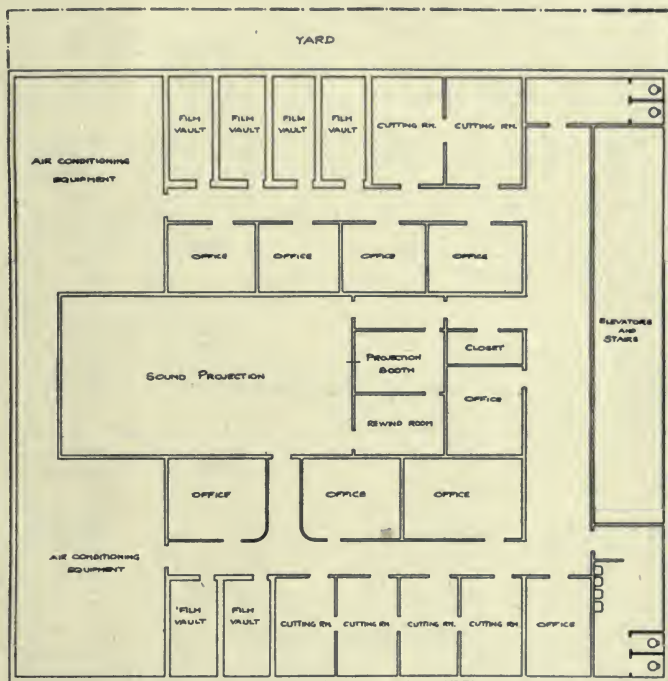 YARD
FILM
VAULT
FILM
VAULT
FILM
VAULT
FILM
VAULT
CUTTING RM.
CUTTING RM.
AIR CONDITIONING
EQUIPMENT
OFFICE
OFFICE
OFFICE
OFFICE
ELEVATORS
AND
STAIRS
CLOSET
PROJECTION
BOOTH
SOUND PROJECTION
OFFICE
REWIND ROOM
OFFICE
OFFICE
OFFICE
AIR CONDITIONING
EQUIPMENT
FILM
VAULT
FILM
VAULT
CUTTING RM.
CUTTING RM.
CUTTING RM.
CUTTING RM.
OFFICE